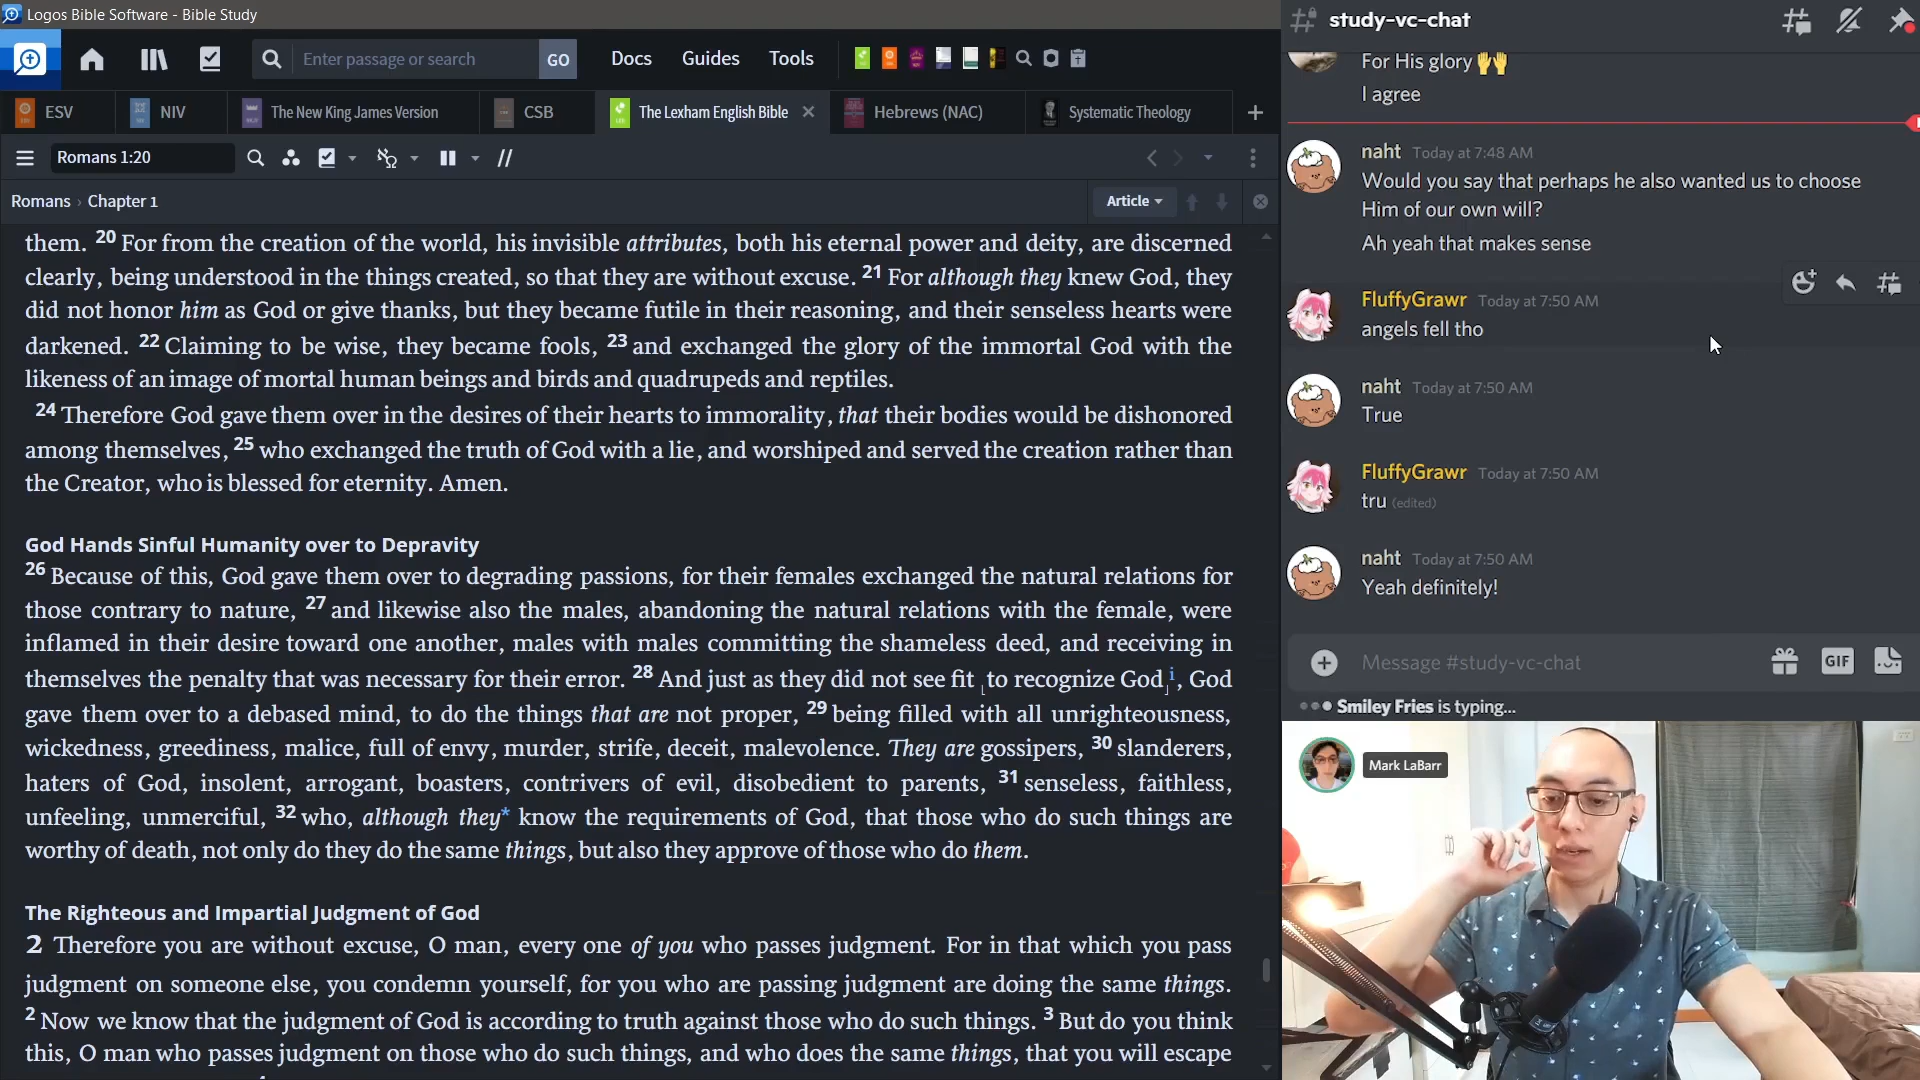 Logos Bible Software - Bible Study
Enter passage or search
GO
Docs
Guides
Tools
ESV
NIV
The New King James Version
CSB
The Lexham English Bible
Hebrews (NAC)
Systematic Theology
Romans 1:20
Romans › Chapter 1
Article
them. 20 For from the creation of the world, his invisible attributes, both his eternal power and deity, are discerned
clearly, being understood in the things created, so that they are without excuse. 21 For although they knew God, they
did not honor him as God or give thanks, but they became futile in their reasoning, and their senseless hearts were
darkened. 22 Claiming to be wise, they became fools, 23 and exchanged the glory of the immortal God with the
likeness of an image of mortal human beings and birds and quadrupeds and reptiles.
24 Therefore God gave them over in the desires of their hearts to immorality, that their bodies would be dishonored
among themselves, 25 who exchanged the truth of God with a lie, and worshiped and served the creation rather than
the Creator, who is blessed for eternity. Amen.
God Hands Sinful Humanity over to Depravity
26 Because of this, God gave them over to degrading passions, for their females exchanged the natural relations for
those contrary to nature, 27 and likewise also the males, abandoning the natural relations with the female, were
inflamed in their desire toward one another, males with males committing the shameless deed, and receiving in
themselves the penalty that was necessary for their error. 28 And just as they did not see fit ⌞to recognize God⌟i, God
gave them over to a debased mind, to do the things that are not proper, 29 being filled with all unrighteousness,
wickedness, greediness, malice, full of envy, murder, strife, deceit, malevolence. They are gossipers, 30 slanderers,
haters of God, insolent, arrogant, boasters, contrivers of evil, disobedient to parents, 31 senseless, faithless,
unfeeling, unmerciful, 32 who, although they* know the requirements of God, that those who do such things are
worthy of death, not only do they do the same things, but also they approve of those who do them.
The Righteous and Impartial Judgment of God
2 Therefore you are without excuse, O man, every one of you who passes judgment. For in that which you pass
judgment on someone else, you condemn yourself, for you who are passing judgment are doing the same things.
2 Now we know that the judgment of God is according to truth against those who do such things. 3 But do you think
this, O man who passes judgment on those who do such things, and who does the same things, that you will escape
study-vc-chat
For His glory 🙌
I agree
naht Today at 7:48 AM
Would you say that perhaps he also wanted us to choose
Him of our own will?
Ah yeah that makes sense
FluffyGrawr Today at 7:50 AM
angels fell tho
naht Today at 7:50 AM
True
FluffyGrawr Today at 7:50 AM
tru (edited)
naht Today at 7:50 AM
Yeah definitely!
Message #study-vc-chat
GIF
Smiley Fries is typing...
Mark LaBarr